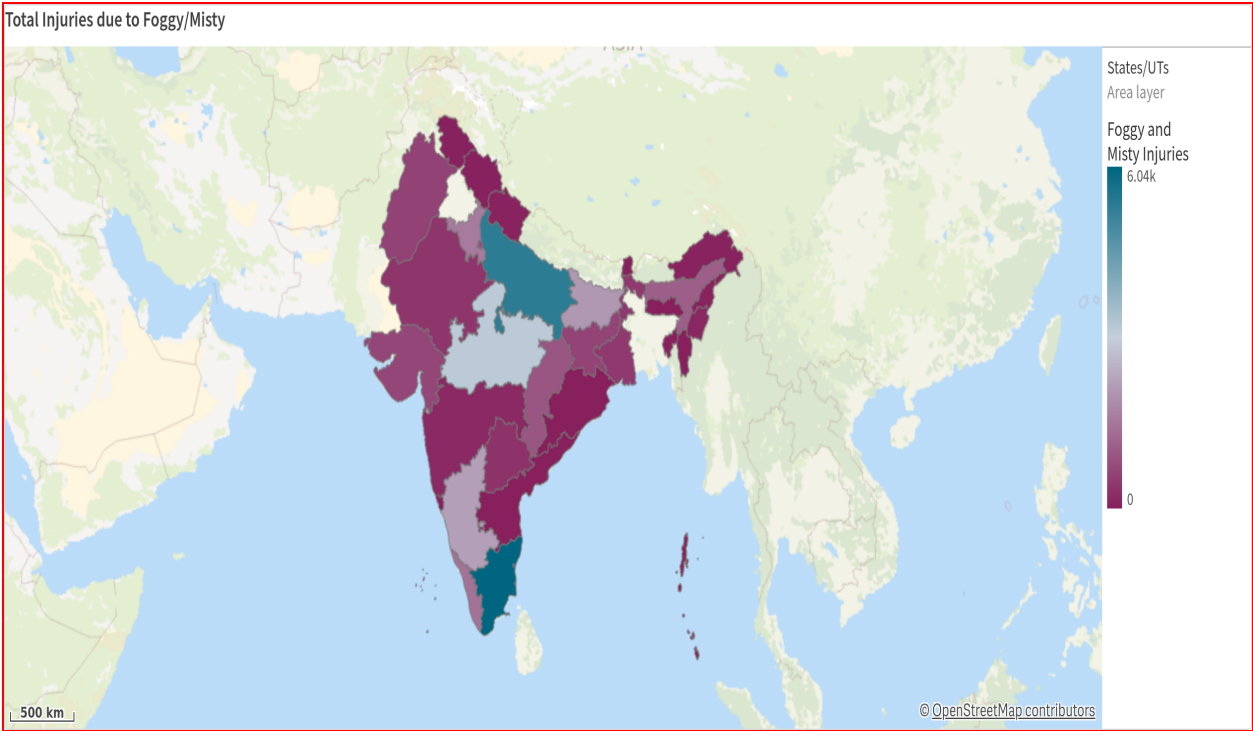 Total Injuries due to Foggy/Misty
ASIA
States/UTs
Area layer
Foggy and
Misty Injuries
6.04k
0
500 km
© OpenStreetMap contributors